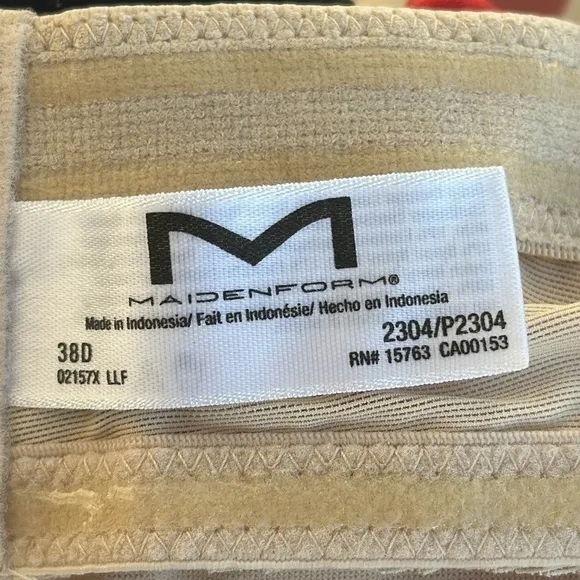 M
MAIDENFORM®
Made in Indonesia/ Fait en Indonésie/ Hecho en Indonesia
38D 2304/P2304
02157X LLF RN# 15763 CA00153